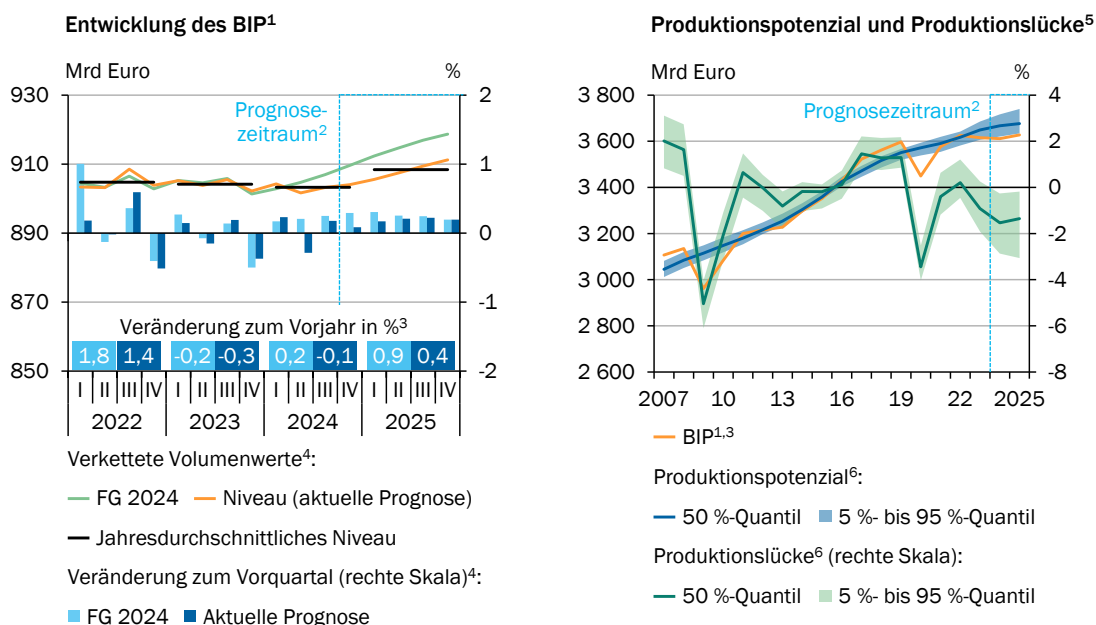 Entwicklung des BIP¹
Mrd Euro %
930 2
910 1
890 0
870 -1
850 -2
Prognose-
zeitraum²
Veränderung zum Vorjahr in %³
1,8 1,4 -0,2 -0,3 0,2 -0,1 0,9 0,4
I II III IV I II III IV I II III IV I II III IV
2022 2023 2024 2025
Verkettete Volumenwerte⁴:
FG 2024 Niveau (aktuelle Prognose)
Jahresdurchschnittliches Niveau
Veränderung zum Vorquartal (rechte Skala)⁴:
FG 2024 Aktuelle Prognose
Produktionspotenzial und Produktionslücke⁵
Mrd Euro %
3 800 4
3 600 2
3 400 0
3 200 -2
3 000 -4
2 800 -6
2 600 -8
Prognosezeitraum²
2007 10 13 16 19 22 2025
BIP¹,³
Produktionspotenzial⁶:
50 %-Quantil 5 %- bis 95 %-Quantil
Produktionslücke⁶ (rechte Skala):
50 %-Quantil 5 %- bis 95 %-Quantil